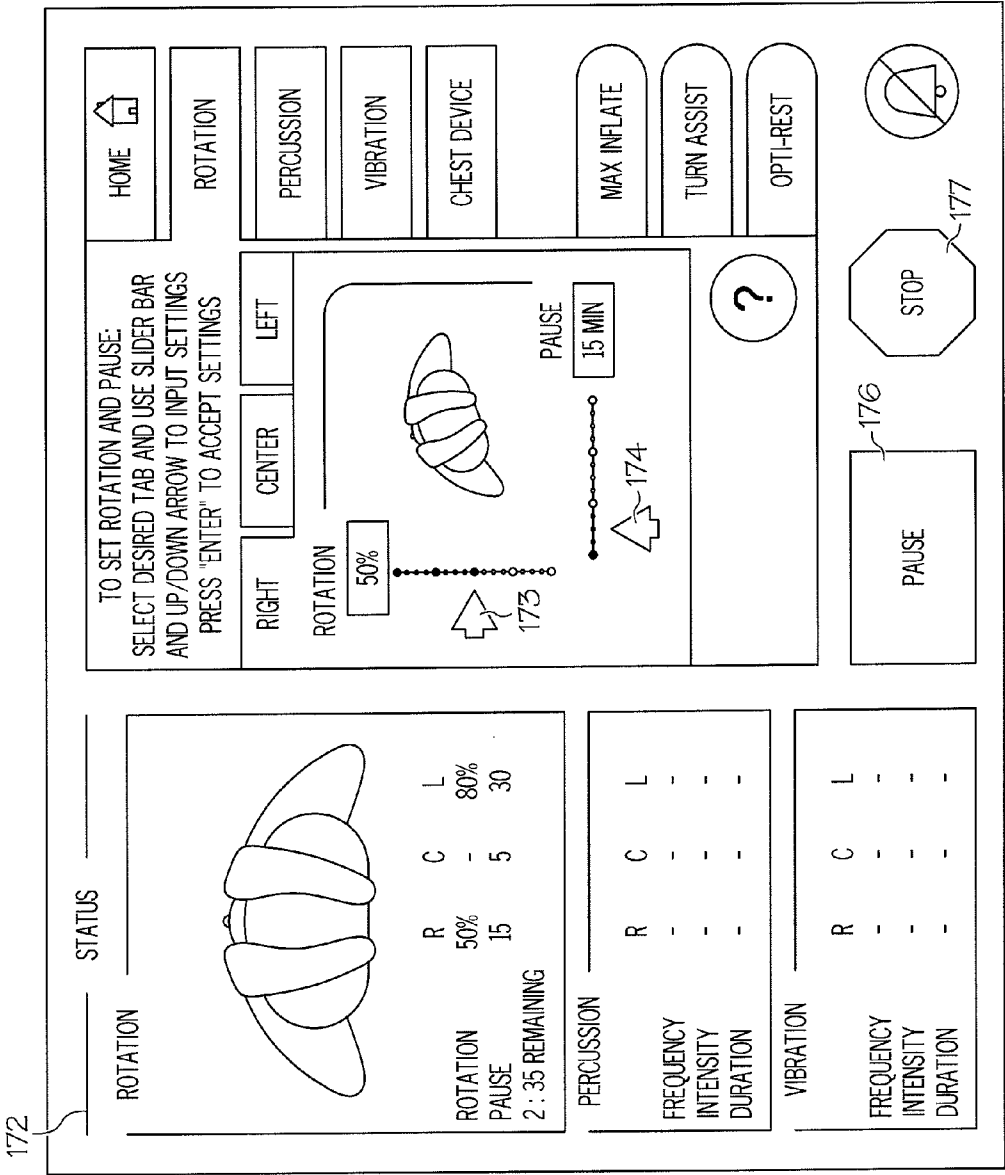 172
STATUS
ROTATION
R C L
ROTATION 50% - 80%
PAUSE 15 5 30
2:35 REMAINING
PERCUSSION
R C L
FREQUENCY - - -
INTENSITY - - -
DURATION - - -
VIBRATION
R C L
FREQUENCY - - -
INTENSITY - - -
DURATION - - -
TO SET ROTATION AND PAUSE:
SELECT DESIRED TAB AND USE SLIDER BAR
AND UP/DOWN ARROW TO INPUT SETTINGS
PRESS "ENTER" TO ACCEPT SETTINGS
RIGHT CENTER LEFT
ROTATION
50%
173
PAUSE
15 MIN
174
?
HOME
ROTATION
PERCUSSION
VIBRATION
CHEST DEVICE
MAX INFLATE
TURN ASSIST
OPTI-REST
PAUSE
176
STOP
177